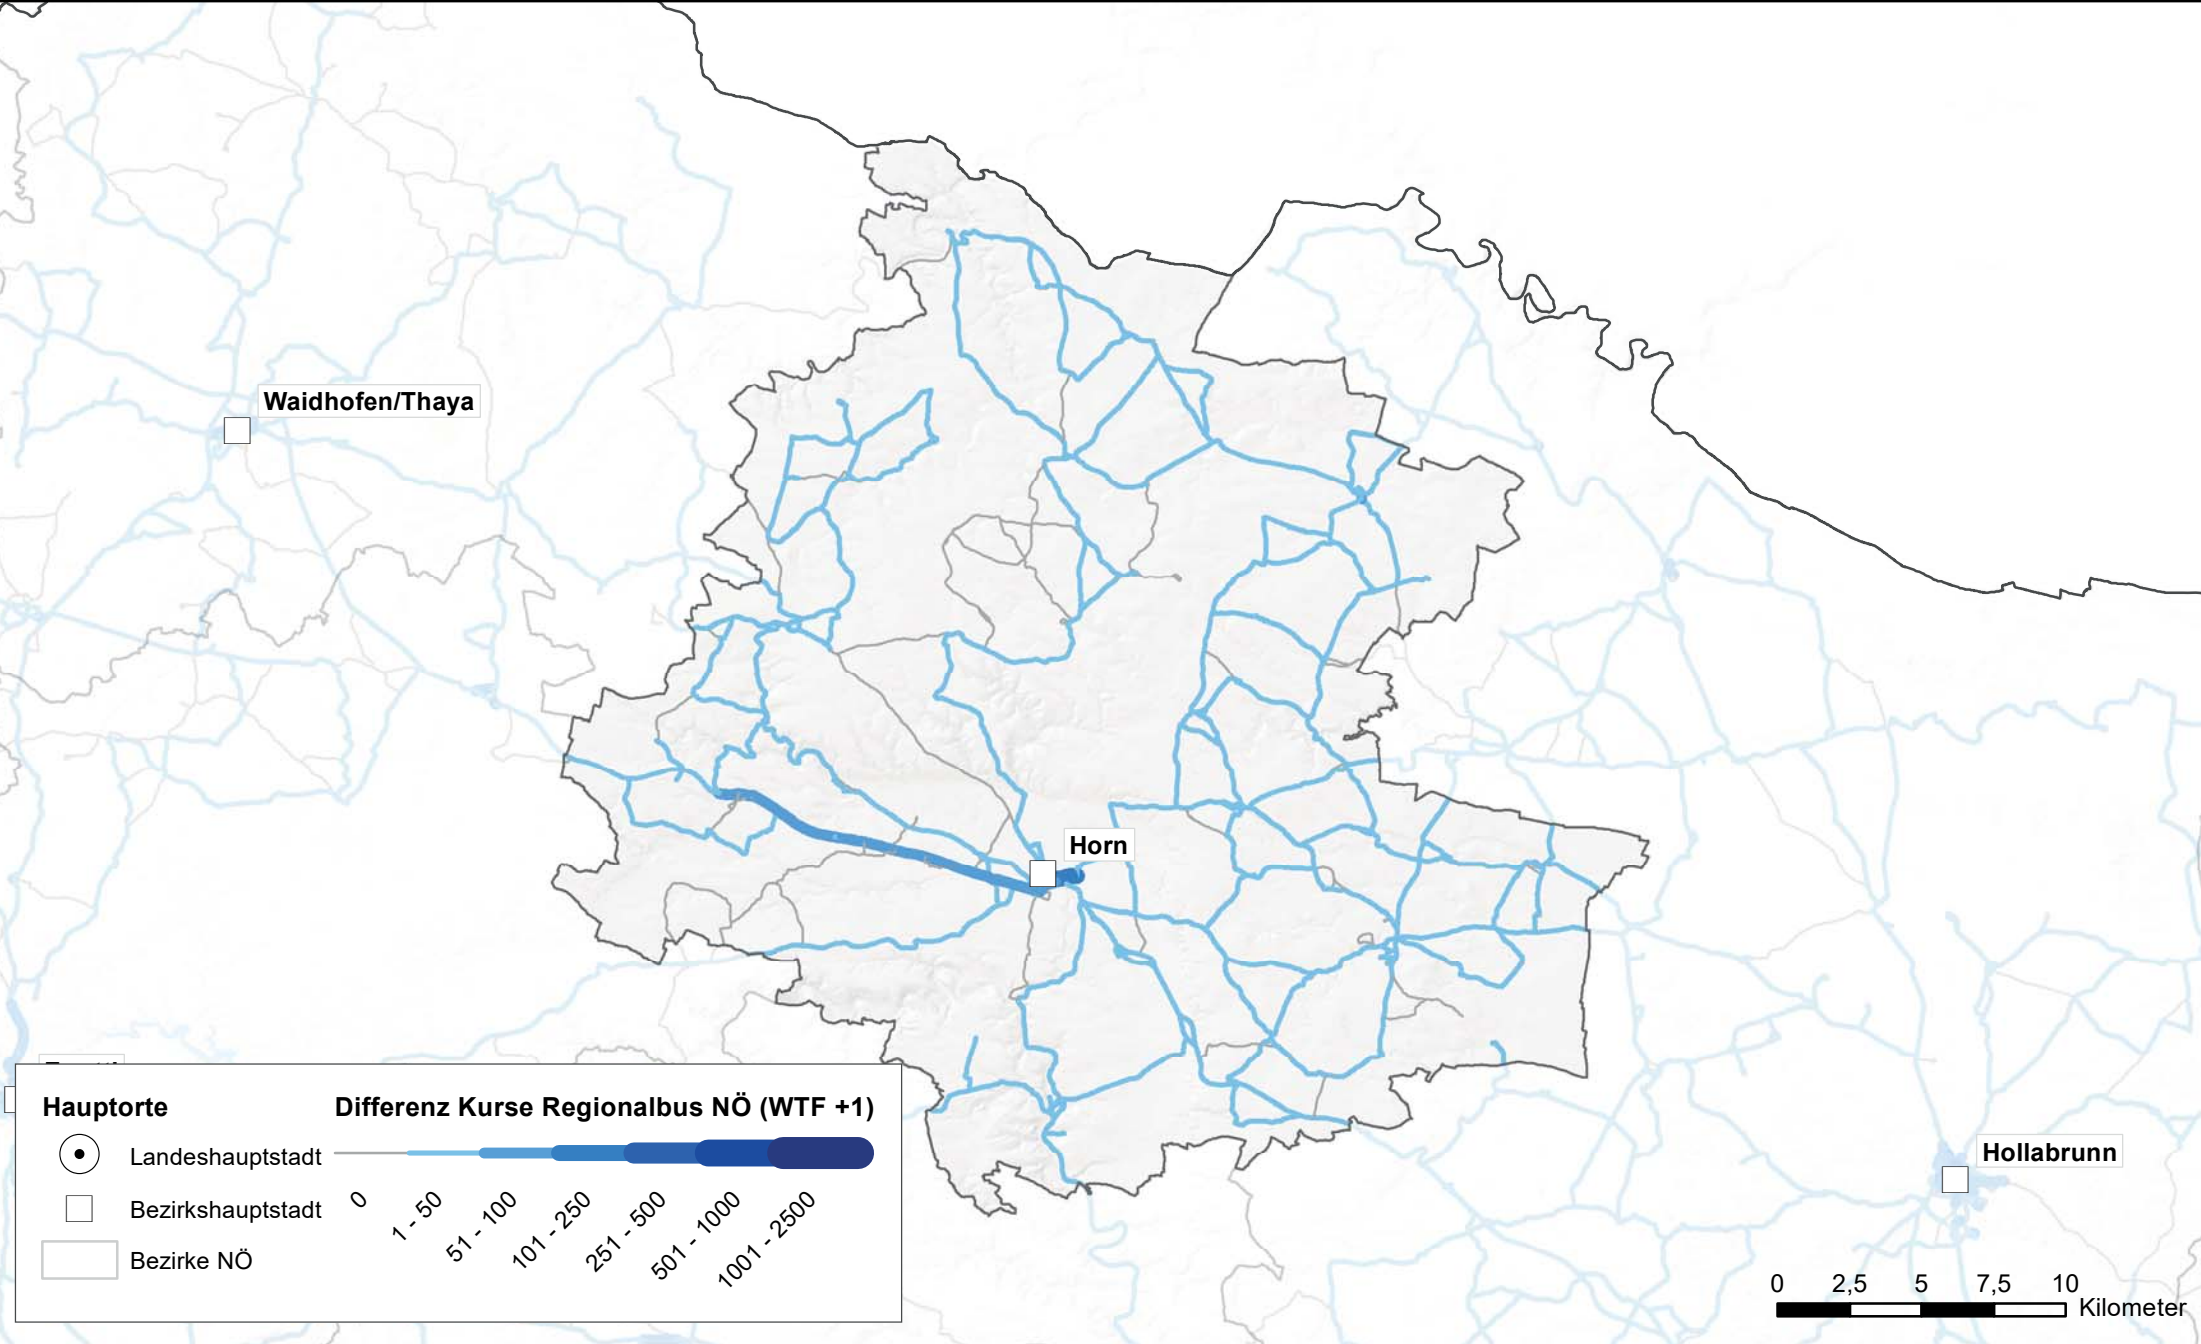 Waidhofen/Thaya
Horn
Hollabrunn
Hauptorte
Landeshauptstadt
Bezirkshauptstadt
Bezirke NÖ
Differenz Kurse Regionalbus NÖ (WTF +1)
0
1 - 50
51 - 100
101 - 250
251 - 500
501 - 1000
1001 - 2500
0 2,5 5 7,5 10
Kilometer